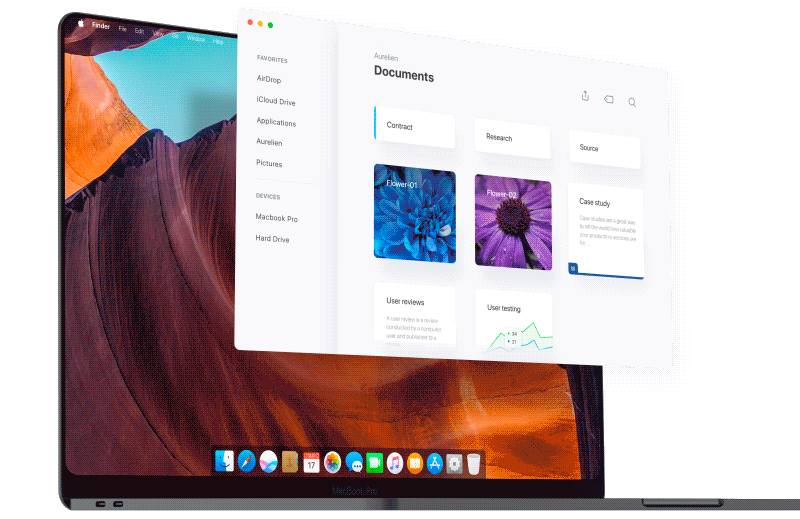 Finder File Edit View Go Window Help
FAVORITES
AirDrop
iCloud Drive
Applications
Aurelien
Pictures
DEVICES
Macbook Pro
Hard Drive
Aurelien
Documents
Contract
Research
Source
Flower-01
Flower-02
Case study
Case studies are a great way
to tell the world how valuable
your products or services are
for ...
User reviews
A user review is a review
conducted by a computer
user and published to a
User testing
34
21
17
MacBook Pro